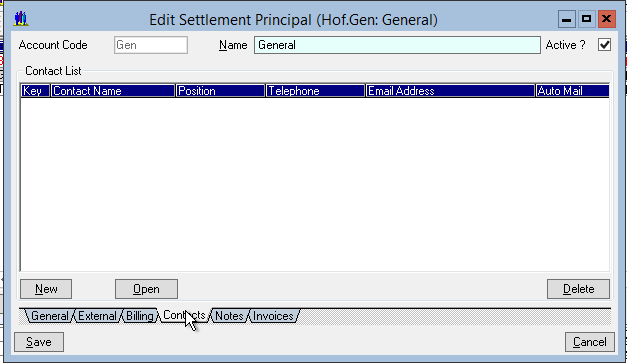 Edit Settlement Principal (Hof.Gen: General)
Account Code Gen Name General Active ?
Contact List
Key Contact Name Position Telephone Email Address Auto Mail
New Open Delete
General External Billing Contacts Notes Invoices
Save Cancel